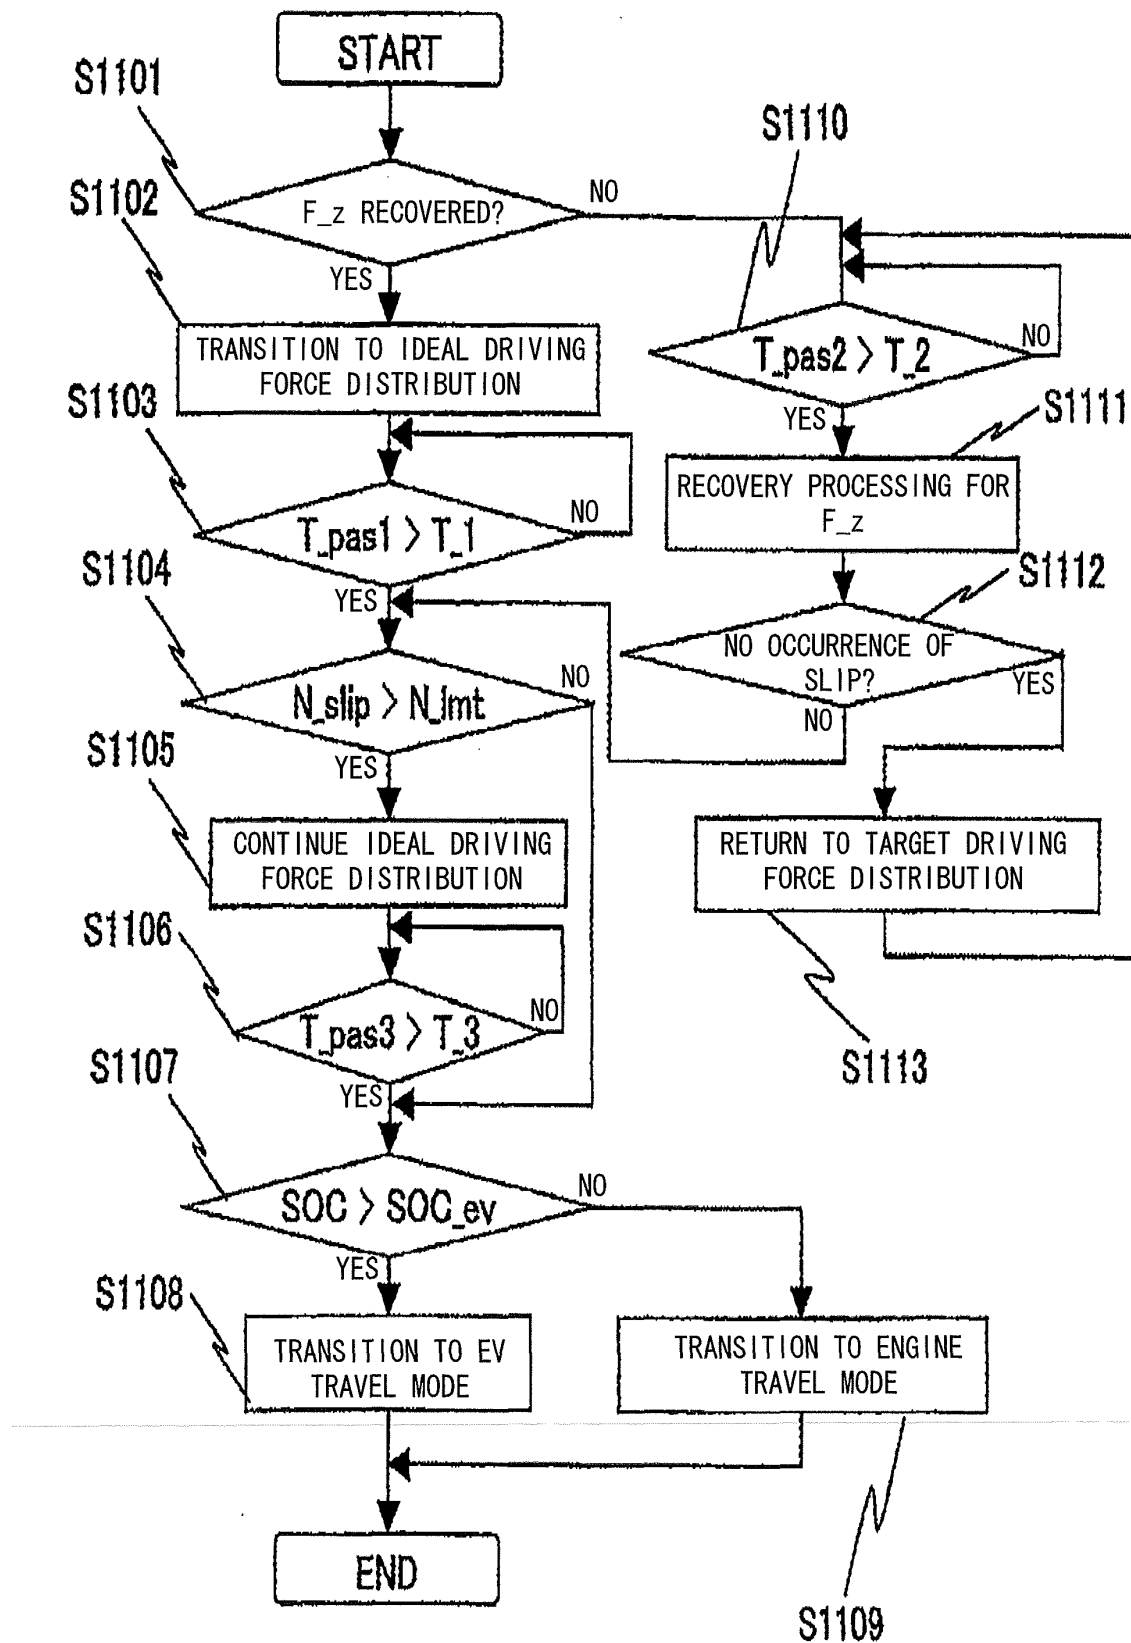 START
S1101
S1110
S1102
F_z RECOVERED?
NO
YES
TRANSITION TO IDEAL DRIVING
FORCE DISTRIBUTION
T_pas2 > T_2
NO
YES
S1103
S1111
RECOVERY PROCESSING FOR
F_z
T_pas1 > T_1
NO
YES
S1104
S1112
NO OCCURRENCE OF
SLIP?
YES
NO
N_slip > N_lmt
NO
YES
S1105
CONTINUE IDEAL DRIVING
FORCE DISTRIBUTION
RETURN TO TARGET DRIVING
FORCE DISTRIBUTION
S1106
T_pas3 > T_3
NO
YES
S1113
S1107
SOC > SOC_ev
NO
YES
S1108
TRANSITION TO EV
TRAVEL MODE
TRANSITION TO ENGINE
TRAVEL MODE
END
S1109